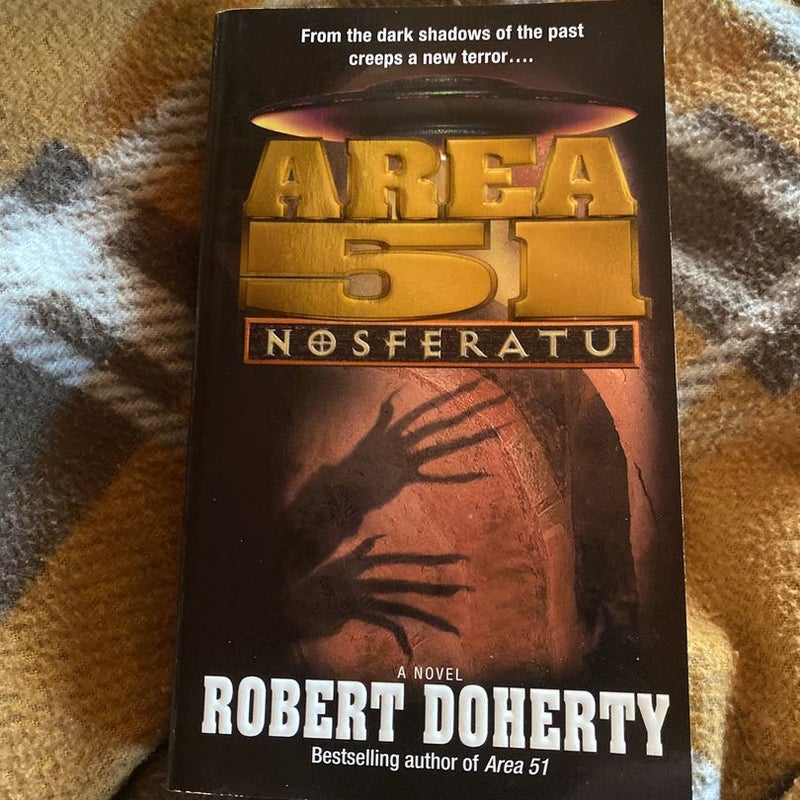 From the dark shadows of the past
creeps a new terror....
AREA
51
NOSFERATU
A NOVEL
ROBERT DOHERTY
Bestselling author of Area 51